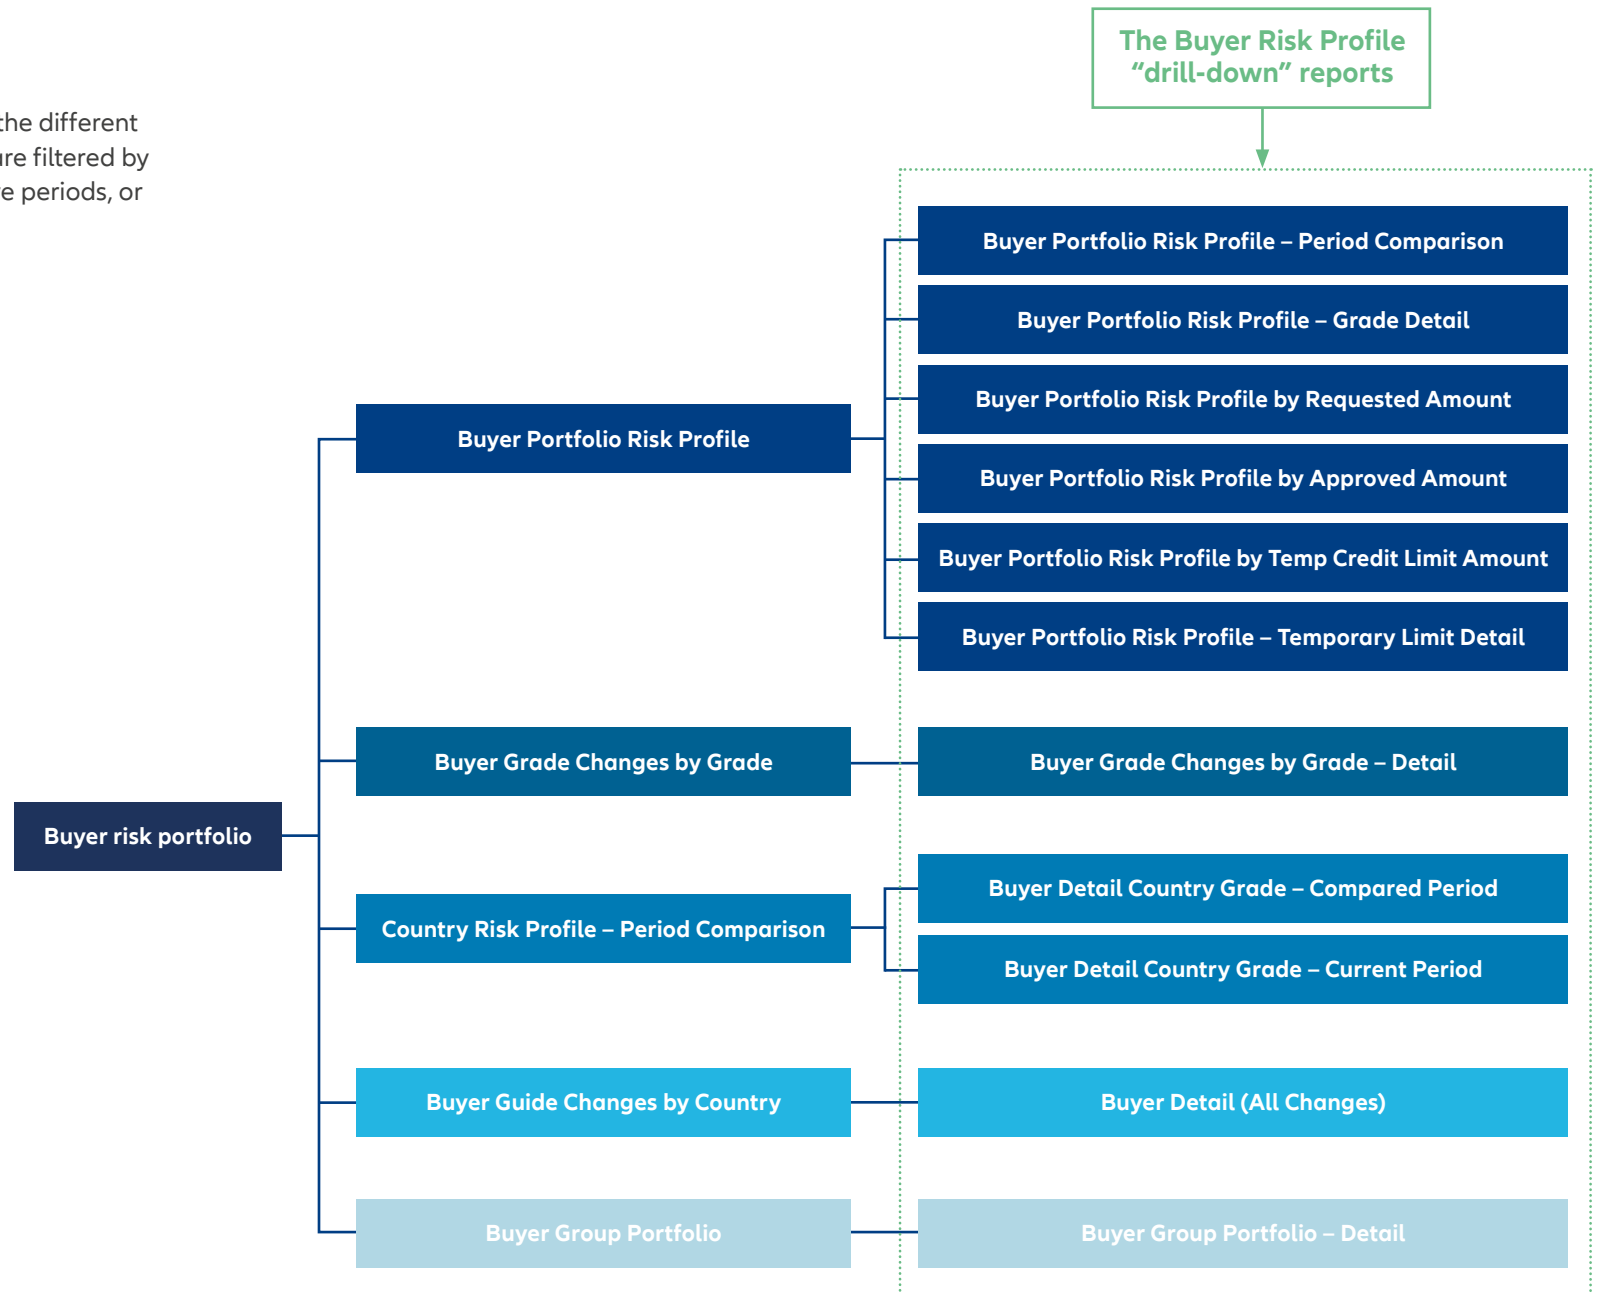 The Buyer Risk Profile
“drill-down” reports
the different
are filtered by
periods, or
Buyer Portfolio Risk Profile – Period Comparison
Buyer Portfolio Risk Profile – Grade Detail
Buyer Portfolio Risk Profile by Requested Amount
Buyer Portfolio Risk Profile
Buyer Portfolio Risk Profile by Approved Amount
Buyer Portfolio Risk Profile by Temp Credit Limit Amount
Buyer Portfolio Risk Profile – Temporary Limit Detail
Buyer Grade Changes by Grade
Buyer Grade Changes by Grade – Detail
Buyer risk portfolio
Buyer Detail Country Grade – Compared Period
Country Risk Profile – Period Comparison
Buyer Detail Country Grade – Current Period
Buyer Guide Changes by Country
Buyer Detail (All Changes)
Buyer Group Portfolio
Buyer Group Portfolio – Detail